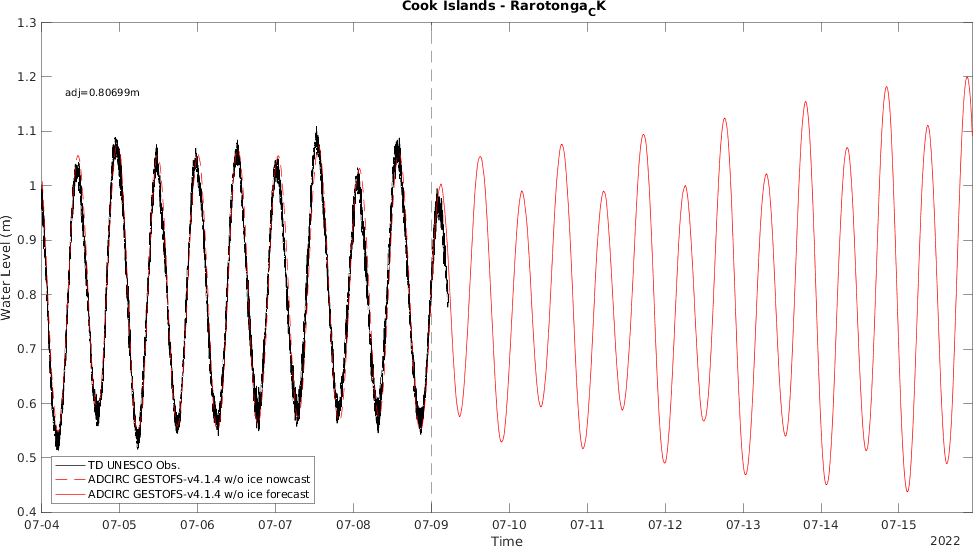 Cook Islands - RarotongaCK
1.3
1.2
adj=0.80699m
1.1
1
0.9
Water Level (m)
0.8
0.7
0.6
0.5
TD UNESCO Obs.
ADCIRC GESTOFS-v4.1.4 w/o ice nowcast
ADCIRC GESTOFS-v4.1.4 w/o ice forecast
0.4
07-04 07-05 07-06 07-07 07-08 07-09 07-10 07-11 07-12 07-13 07-14 07-15
Time
2022